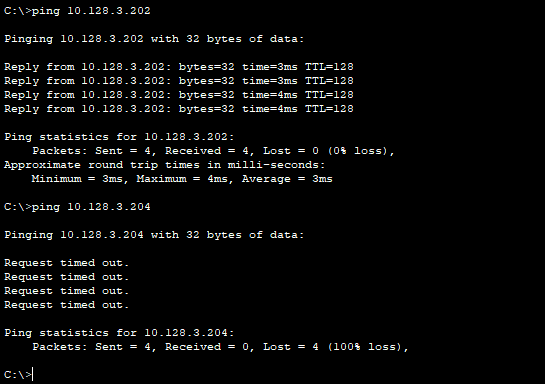 C:\>ping 10.128.3.202
Pinging 10.128.3.202 with 32 bytes of data:
Reply from 10.128.3.202: bytes=32 time=3ms TTL=128
Reply from 10.128.3.202: bytes=32 time=3ms TTL=128
Reply from 10.128.3.202: bytes=32 time=4ms TTL=128
Reply from 10.128.3.202: bytes=32 time=4ms TTL=128
Ping statistics for 10.128.3.202:
    Packets: Sent = 4, Received = 4, Lost = 0 (0% loss),
Approximate round trip times in milli-seconds:
    Minimum = 3ms, Maximum = 4ms, Average = 3ms
C:\>ping 10.128.3.204
Pinging 10.128.3.204 with 32 bytes of data:
Request timed out.
Request timed out.
Request timed out.
Request timed out.
Ping statistics for 10.128.3.204:
    Packets: Sent = 4, Received = 0, Lost = 4 (100% loss),
C:\>